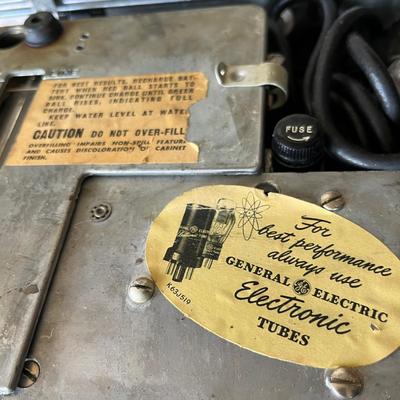 FOR BEST RESULTS, RECHARGE BAT-
TERY WHEN RED BALL STARTS TO
SINK. CONTINUE CHARGE UNTIL GREEN
BALL RISES, INDICATING FULL
CHARGE.
KEEP WATER LEVEL AT WATER
LINE.
CAUTION DO NOT OVER-FILL
OVERFILLING IMPAIRS NON-SPILL FEATURE
AND CAUSES DISCOLORATION OF CABINET
FINISH.
FUSE
For
best performance
always use
GENERAL GE ELECTRIC
Electronic
TUBES
K63J519